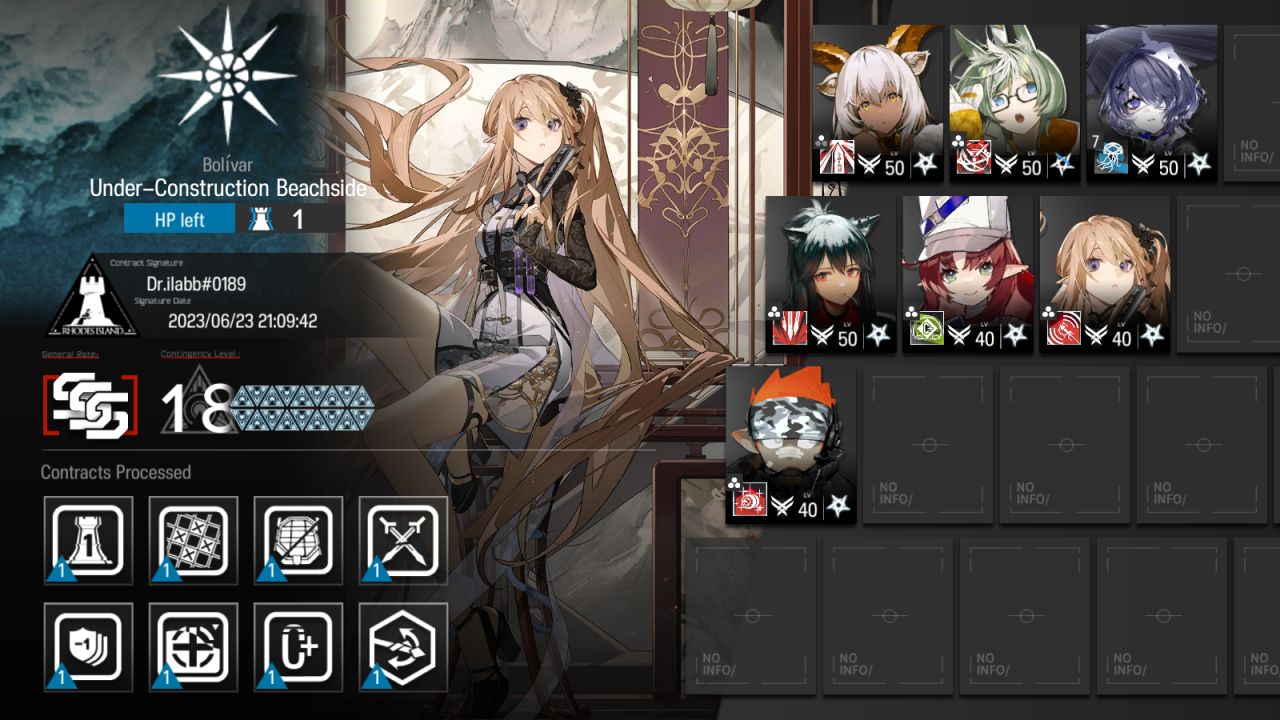 Bolívar
Under-Construction Beachside
HP left
1
Contract Signature
Dr.ilabb#0189
Signature Date
2023/06/23 21:09:42
RHODES ISLAND
General Rate:
Contingency Level :
18
Contracts Processed
1
1
1
1
1
1
-1
1
1
1
1
LV
50
LV
50
7
LV
50
NO
INFO/
LV
50
LV
40
LV
40
NO
INFO/
LV
40
NO
INFO/
NO
INFO/
NO
INFO/
NO
INFO/
NO
INFO/
NO
INFO/
NO
INFO/
NO
INFO